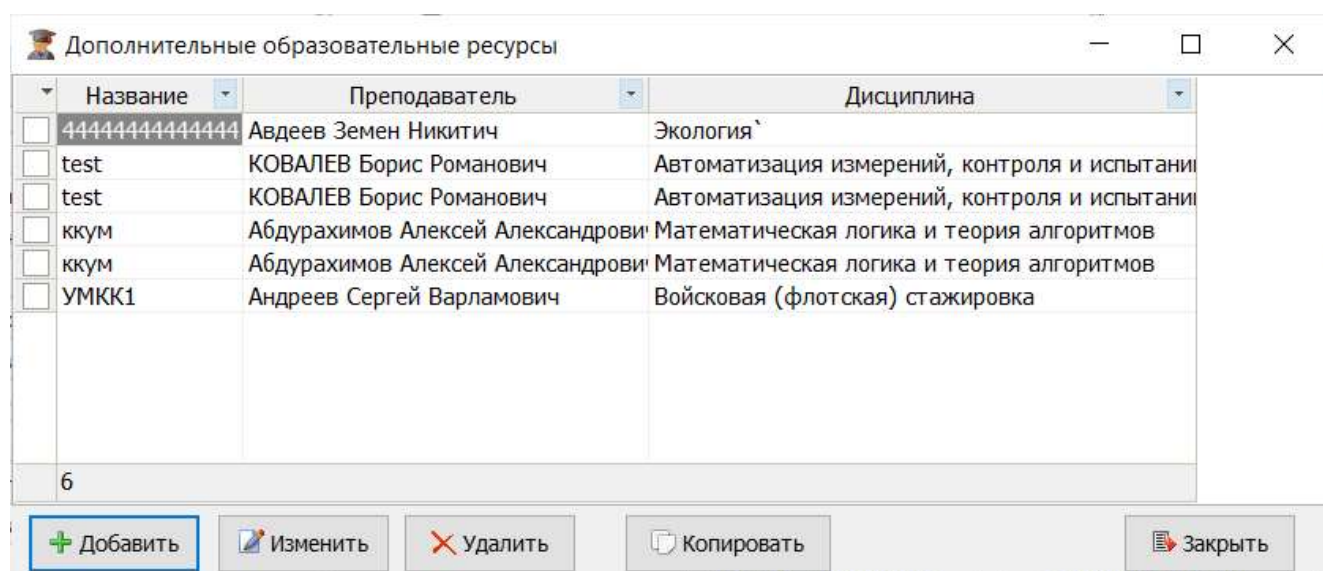 Дополнительные образовательные ресурсы
Название Преподаватель Дисциплина
44444444444444 Авдеев Земен Никитич Экология`
test КОВАЛЕВ Борис Романович Автоматизация измерений, контроля и испытани
test КОВАЛЕВ Борис Романович Автоматизация измерений, контроля и испытани
ккум Абдурахимов Алексей Александрови Математическая логика и теория алгоритмов
ккум Абдурахимов Алексей Александрови Математическая логика и теория алгоритмов
УМКК1 Андреев Сергей Варламович Войсковая (флотская) стажировка
6
Добавить Изменить Удалить Копировать Закрыть